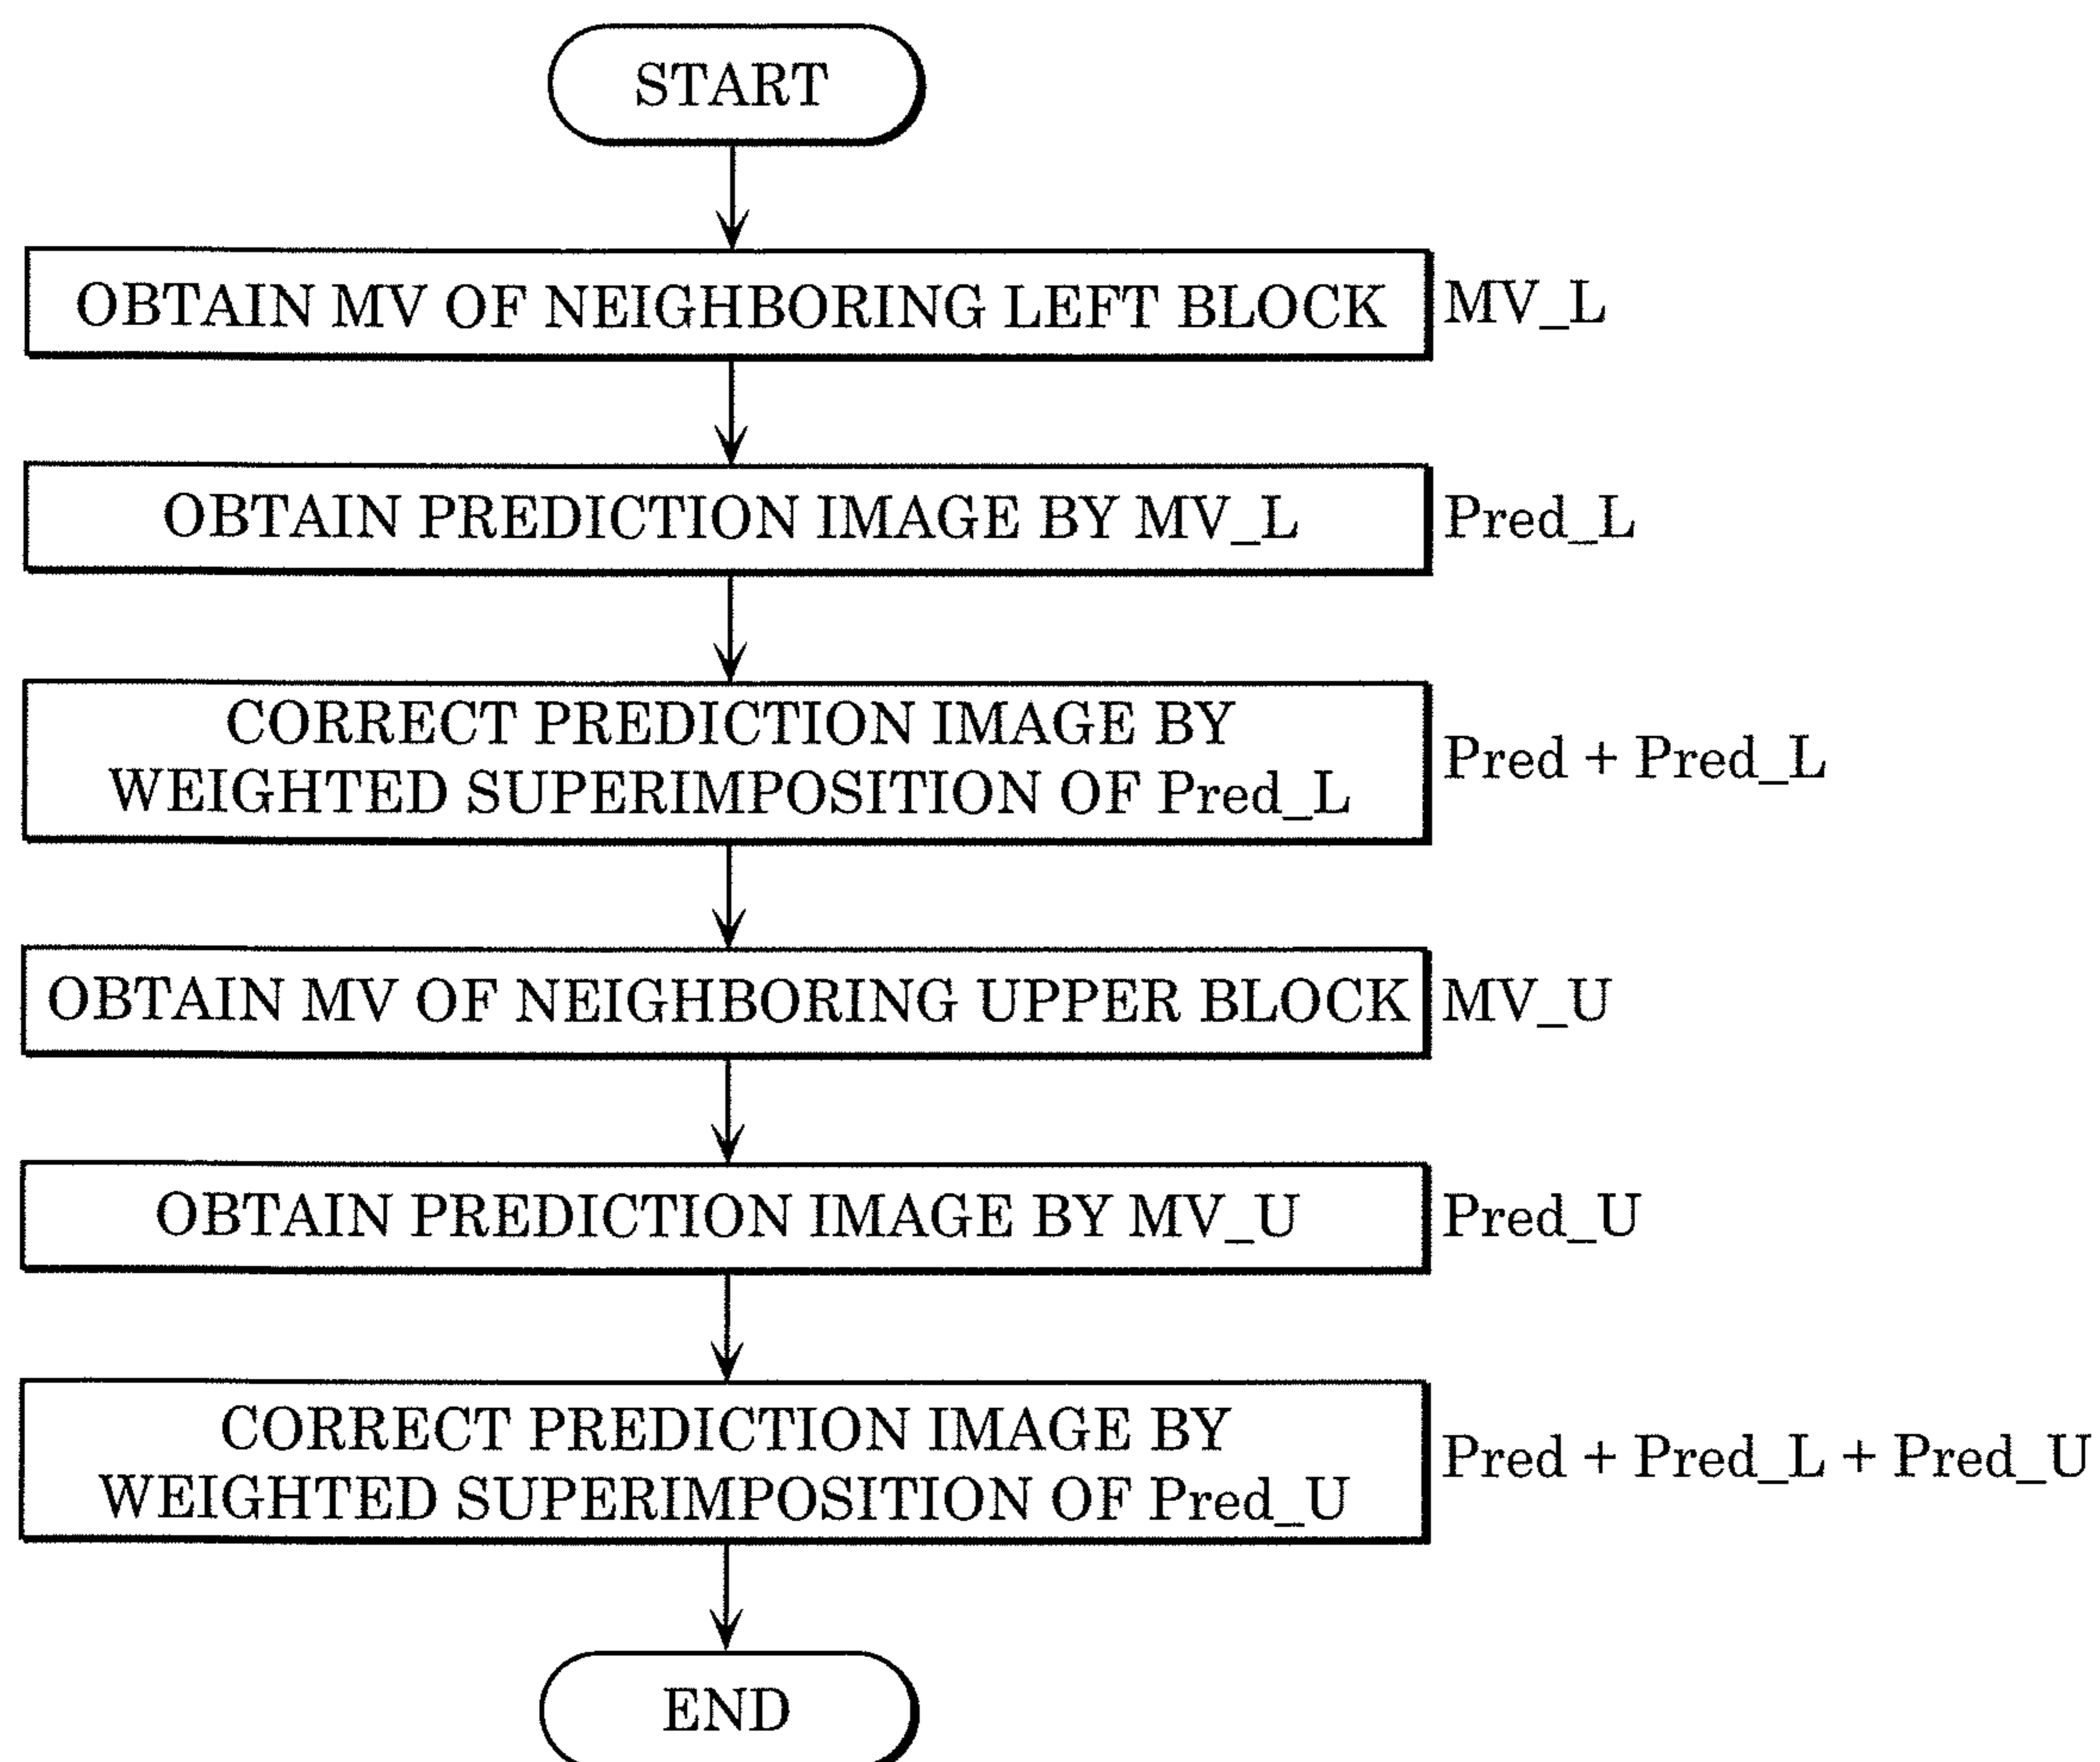 START
OBTAIN MV OF NEIGHBORING LEFT BLOCK
MV_L
OBTAIN PREDICTION IMAGE BY MV_L
Pred_L
CORRECT PREDICTION IMAGE BY
WEIGHTED SUPERIMPOSITION OF Pred_L
Pred + Pred_L
OBTAIN MV OF NEIGHBORING UPPER BLOCK
MV_U
OBTAIN PREDICTION IMAGE BY MV_U
Pred_U
CORRECT PREDICTION IMAGE BY
WEIGHTED SUPERIMPOSITION OF Pred_U
Pred + Pred_L + Pred_U
END